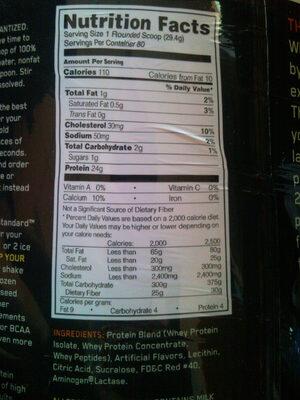 Nutrition Facts
Serving Size 1 Rounded Scoop (29.4g)
Servings Per Container 80
Amount Per Serving
Calories 110 Calories from Fat 10
% Daily Value*
Total Fat 1g 2%
Saturated Fat 0.5g 3%
Trans Fat 0g
Cholesterol 30mg 10%
Sodium 50mg 2%
Total Carbohydrate 2g 1%
Sugars 1g
Protein 24g
Vitamin A 0% • Vitamin C 0%
Calcium 10% • Iron 0%
Not a Significant Source of Dietary Fiber
* Percent Daily Values are based on a 2,000 calorie diet.
Your Daily Values may be higher or lower depending on
your calorie needs:
Calories: 2,000 2,500
Total Fat Less than 65g 80g
Sat. Fat Less than 20g 25g
Cholesterol Less than 300mg 300mg
Sodium Less than 2,400mg 2,400mg
Total Carbohydrate 300g 375g
Dietary Fiber 25g 30g
Calories per gram:
Fat 9 • Carbohydrate 4 • Protein 4
INGREDIENTS: Protein Blend (Whey Protein
Isolate, Whey Protein Concentrate,
Whey Peptides), Artificial Flavors, Lecithin,
Citric Acid, Sucralose, FD&C Red #40,
Aminogen® Lactase.